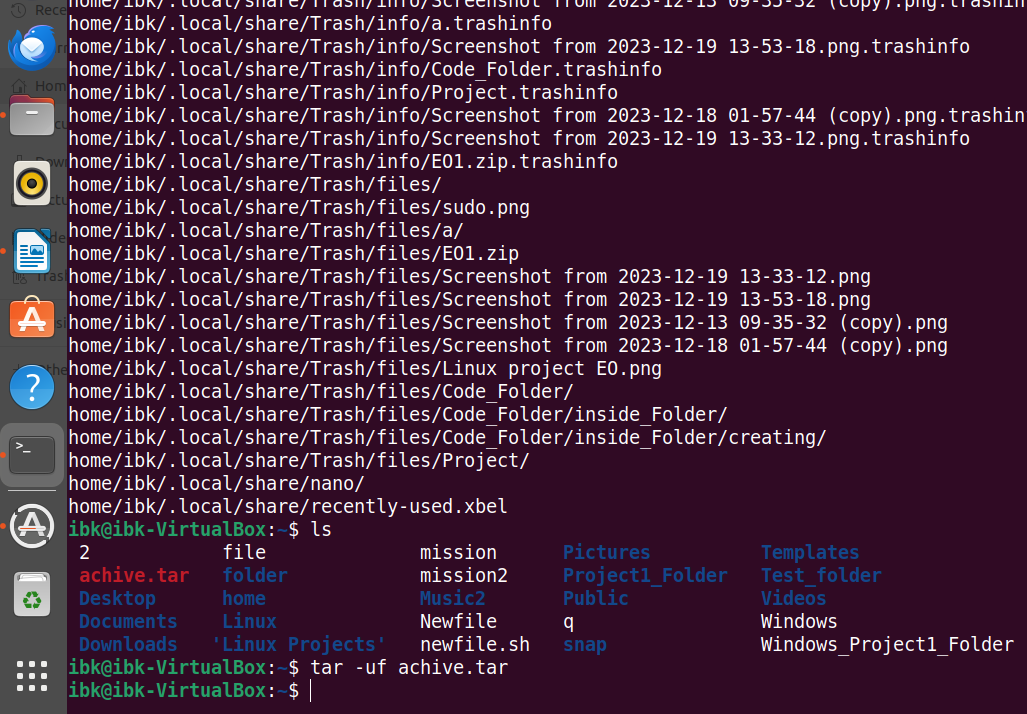 home/ibk/.local/share/Trash/info/Screenshot from 2023-12-13 09-35-32 (copy).png.trashin
home/ibk/.local/share/Trash/info/a.trashinfo
home/ibk/.local/share/Trash/info/Screenshot from 2023-12-19 13-53-18.png.trashinfo
home/ibk/.local/share/Trash/info/Code_Folder.trashinfo
home/ibk/.local/share/Trash/info/Project.trashinfo
home/ibk/.local/share/Trash/info/Screenshot from 2023-12-18 01-57-44 (copy).png.trashin
home/ibk/.local/share/Trash/info/Screenshot from 2023-12-19 13-33-12.png.trashinfo
home/ibk/.local/share/Trash/info/EO1.zip.trashinfo
home/ibk/.local/share/Trash/files/
home/ibk/.local/share/Trash/files/sudo.png
home/ibk/.local/share/Trash/files/a/
home/ibk/.local/share/Trash/files/EO1.zip
home/ibk/.local/share/Trash/files/Screenshot from 2023-12-19 13-33-12.png
home/ibk/.local/share/Trash/files/Screenshot from 2023-12-19 13-53-18.png
home/ibk/.local/share/Trash/files/Screenshot from 2023-12-13 09-35-32 (copy).png
home/ibk/.local/share/Trash/files/Screenshot from 2023-12-18 01-57-44 (copy).png
home/ibk/.local/share/Trash/files/Linux project EO.png
home/ibk/.local/share/Trash/files/Code_Folder/
home/ibk/.local/share/Trash/files/Code_Folder/inside_Folder/
home/ibk/.local/share/Trash/files/Code_Folder/inside_Folder/creating/
home/ibk/.local/share/Trash/files/Project/
home/ibk/.local/share/nano/
home/ibk/.local/share/recently-used.xbel
ibk@ibk-VirtualBox:~$ ls
2 file mission Pictures Templates
achive.tar folder mission2 Project1_Folder Test_folder
Desktop home Music2 Public Videos
Documents Linux Newfile q Windows
Downloads 'Linux Projects' newfile.sh snap Windows_Project1_Folder
ibk@ibk-VirtualBox:~$ tar -uf achive.tar
ibk@ibk-VirtualBox:~$